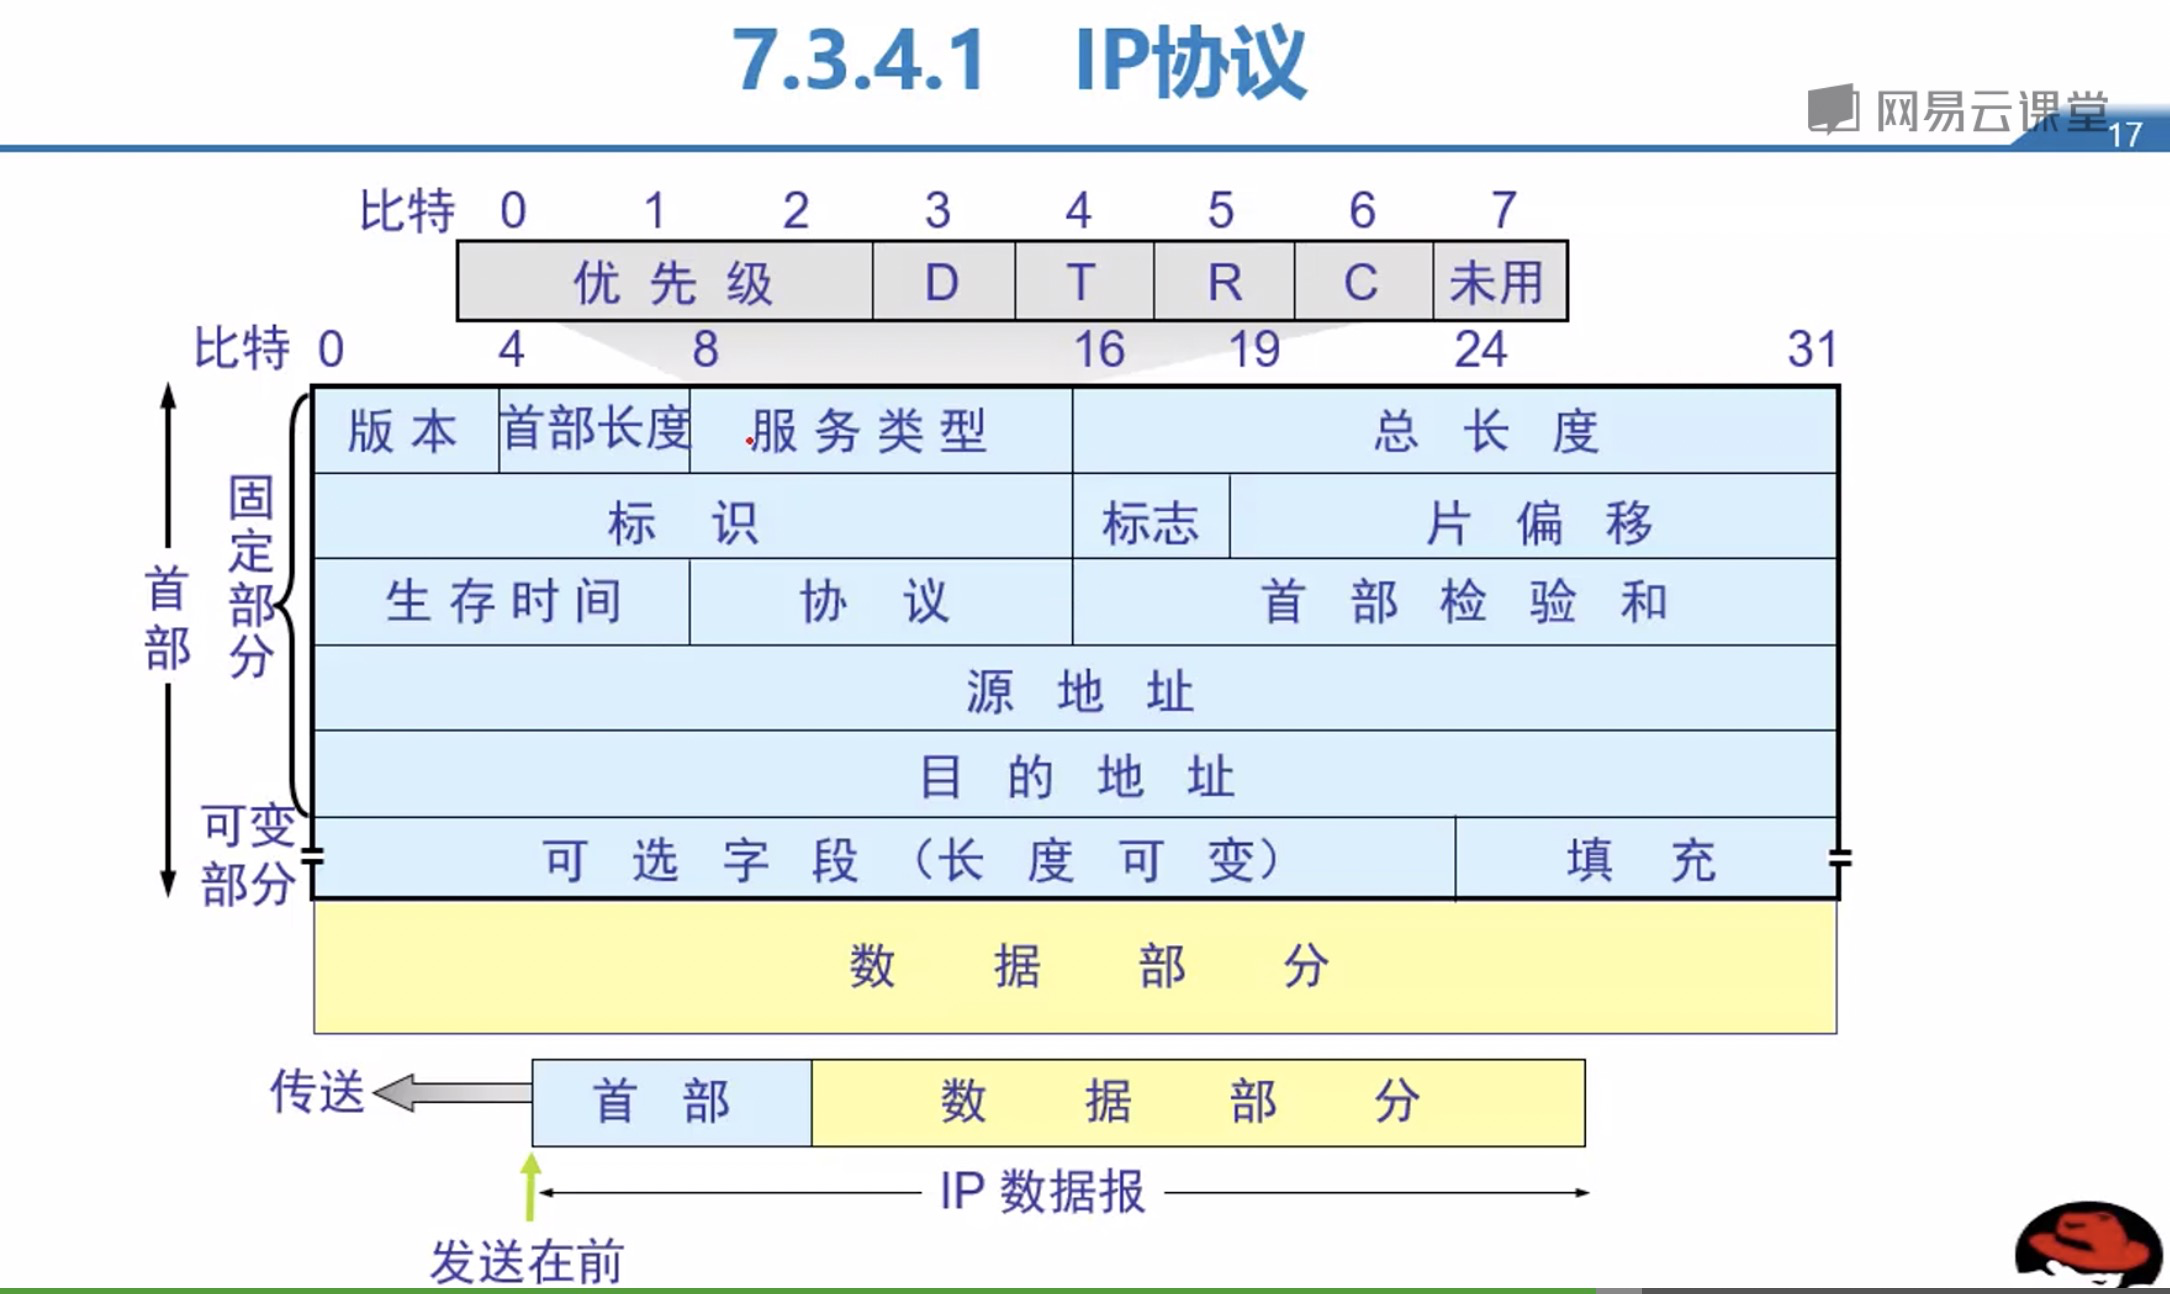 7.3.4.1 IP协议
网易云课堂
17
比特 0 1 2 3 4 5 6 7
优先级 D T R C 未用
比特 0 4 8 16 19 24 31
版本 首部长度 服务类型 总长度
标识 标志 片偏移
生存时间 协议 首部检验和
源地址
目的地址
可选字段（长度可变） 填充
首部
固定部分
可变部分
数据部分
传送 首部 数据部分
IP 数据报
发送在前